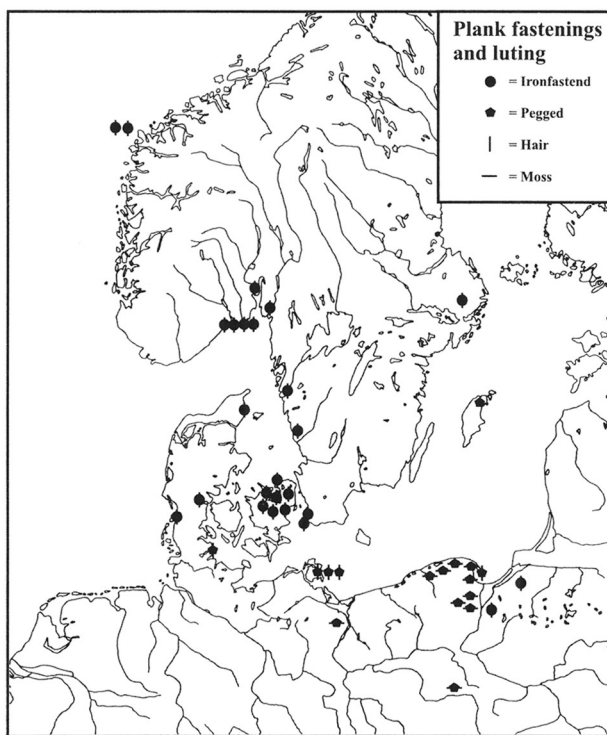 Plank fastenings
and luting
= Ironfastend
= Pegged
= Hair
= Moss